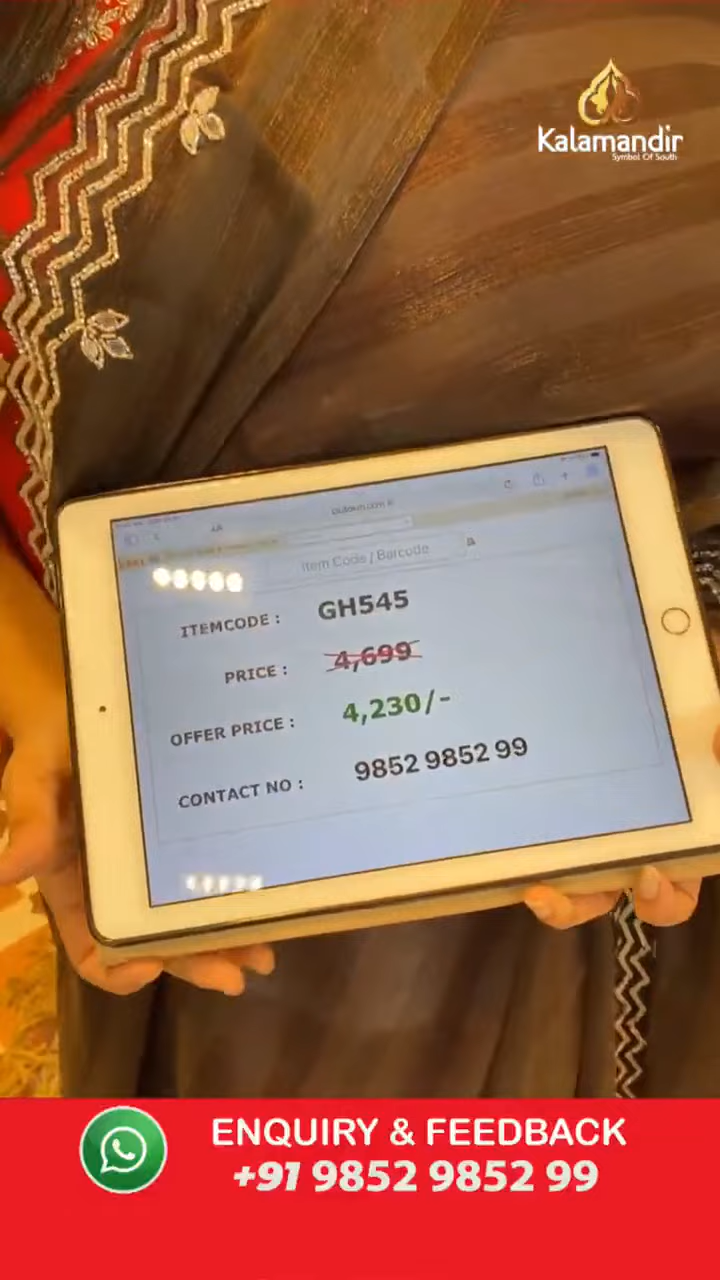 Kalamandir
Symbol Of South
Item Code / Barcode
ITEMCODE : GH545
PRICE : 4,699
OFFER PRICE : 4,230/-
CONTACT NO : 9852 9852 99
ENQUIRY & FEEDBACK
+91 9852 9852 99